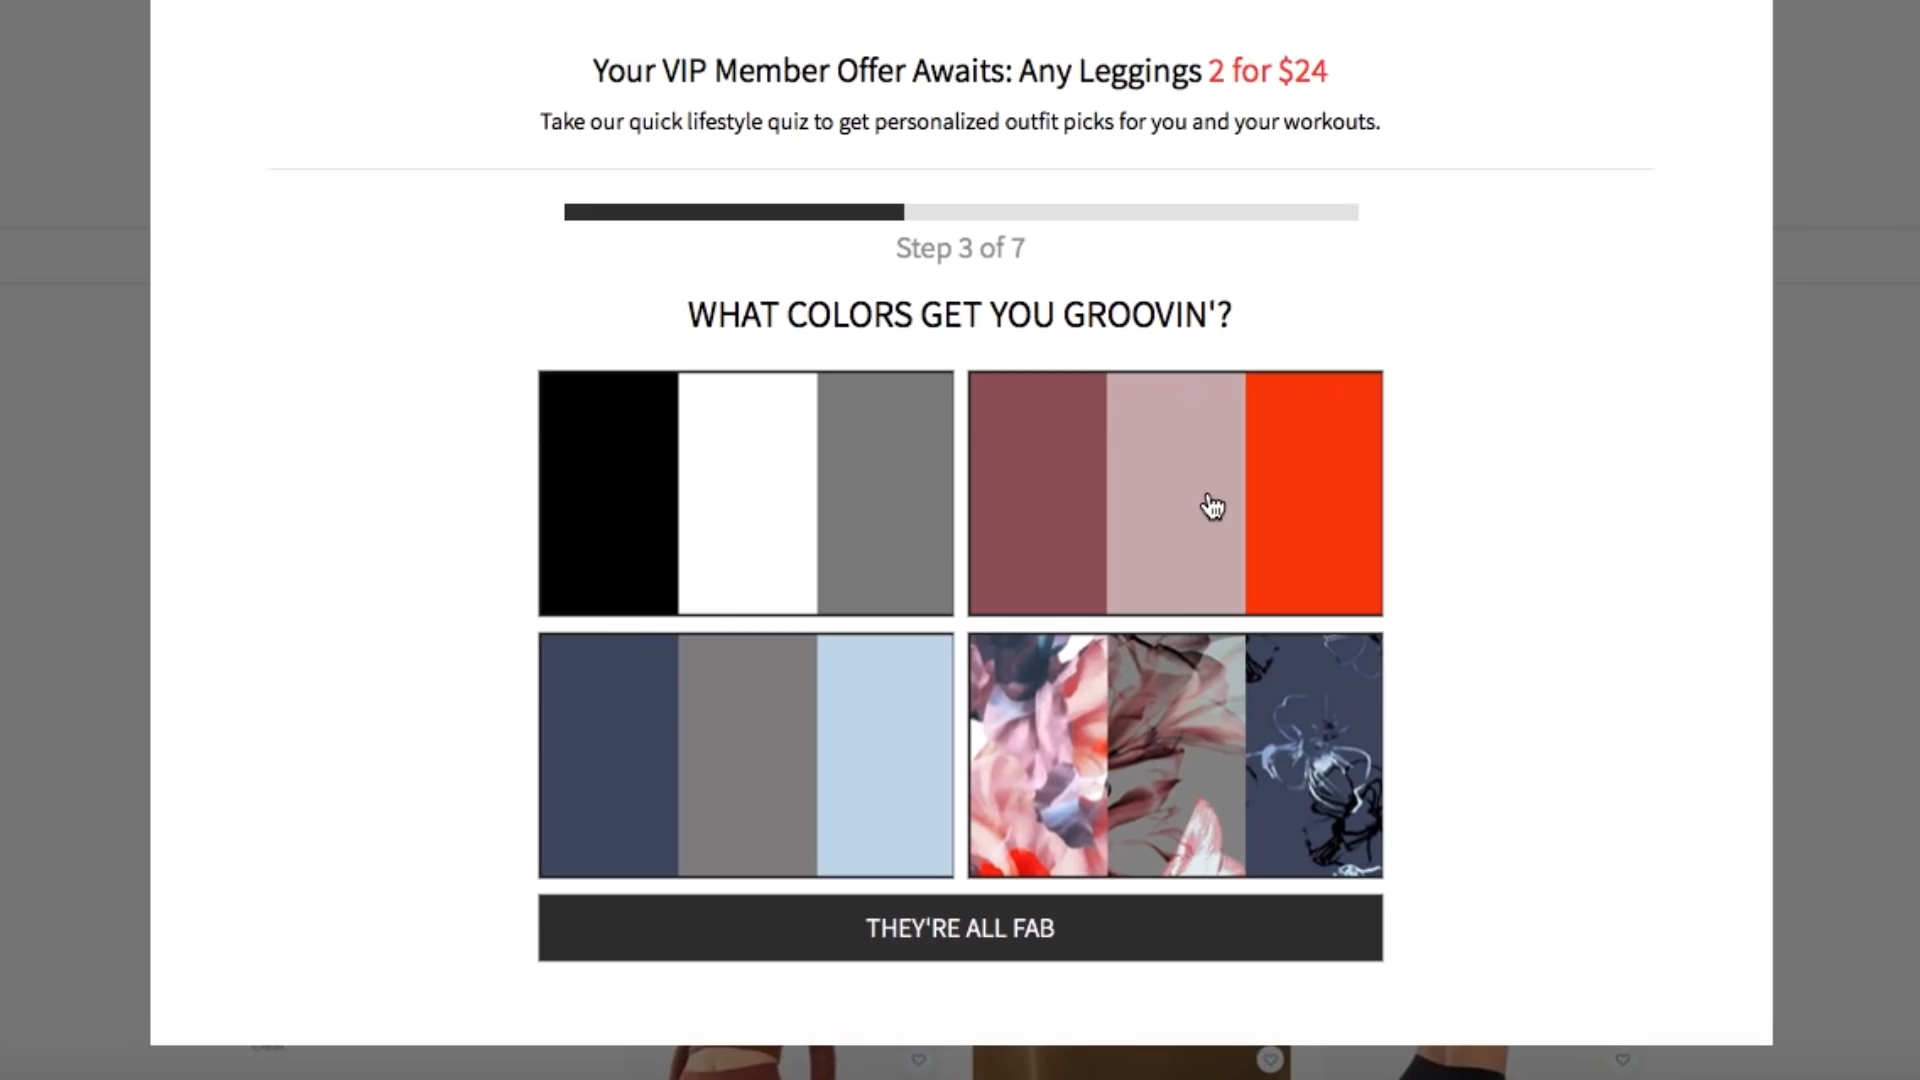 Your VIP Member Offer Awaits: Any Leggings 2 for $24
Take our quick lifestyle quiz to get personalized outfit picks for you and your workouts.
Step 3 of 7
WHAT COLORS GET YOU GROOVIN'?
THEY'RE ALL FAB